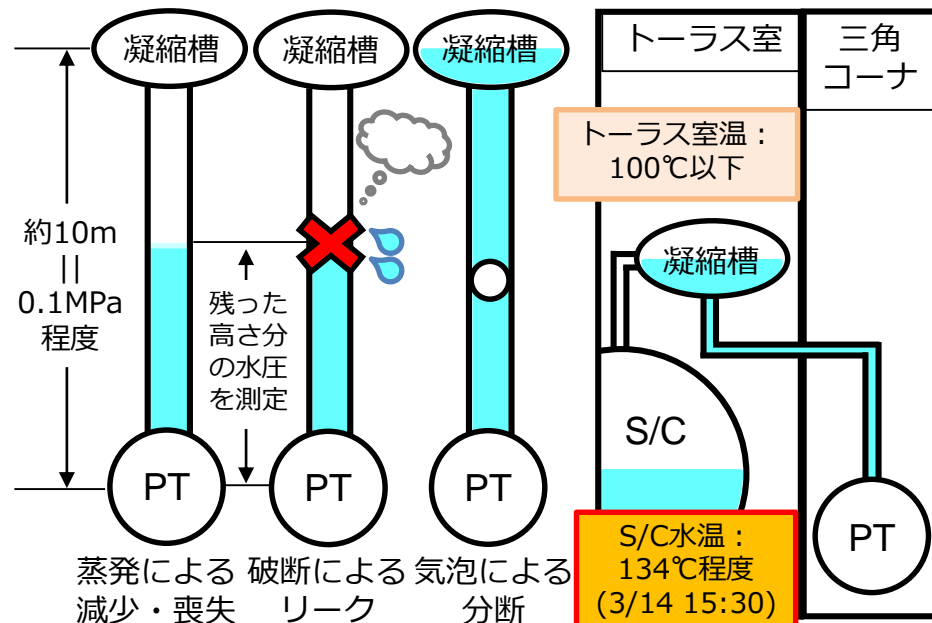 凝縮槽
凝縮槽
凝縮槽
約10m
||
0.1MPa
程度
残った
高さ分
の水圧
を測定
PT
PT
PT
蒸発による
減少・喪失
破断による
リーク
気泡による
分断
トーラス室
三角
コーナ
トーラス室温：
100℃以下
凝縮槽
S/C
PT
S/C水温：
134℃程度
(3/14 15:30)